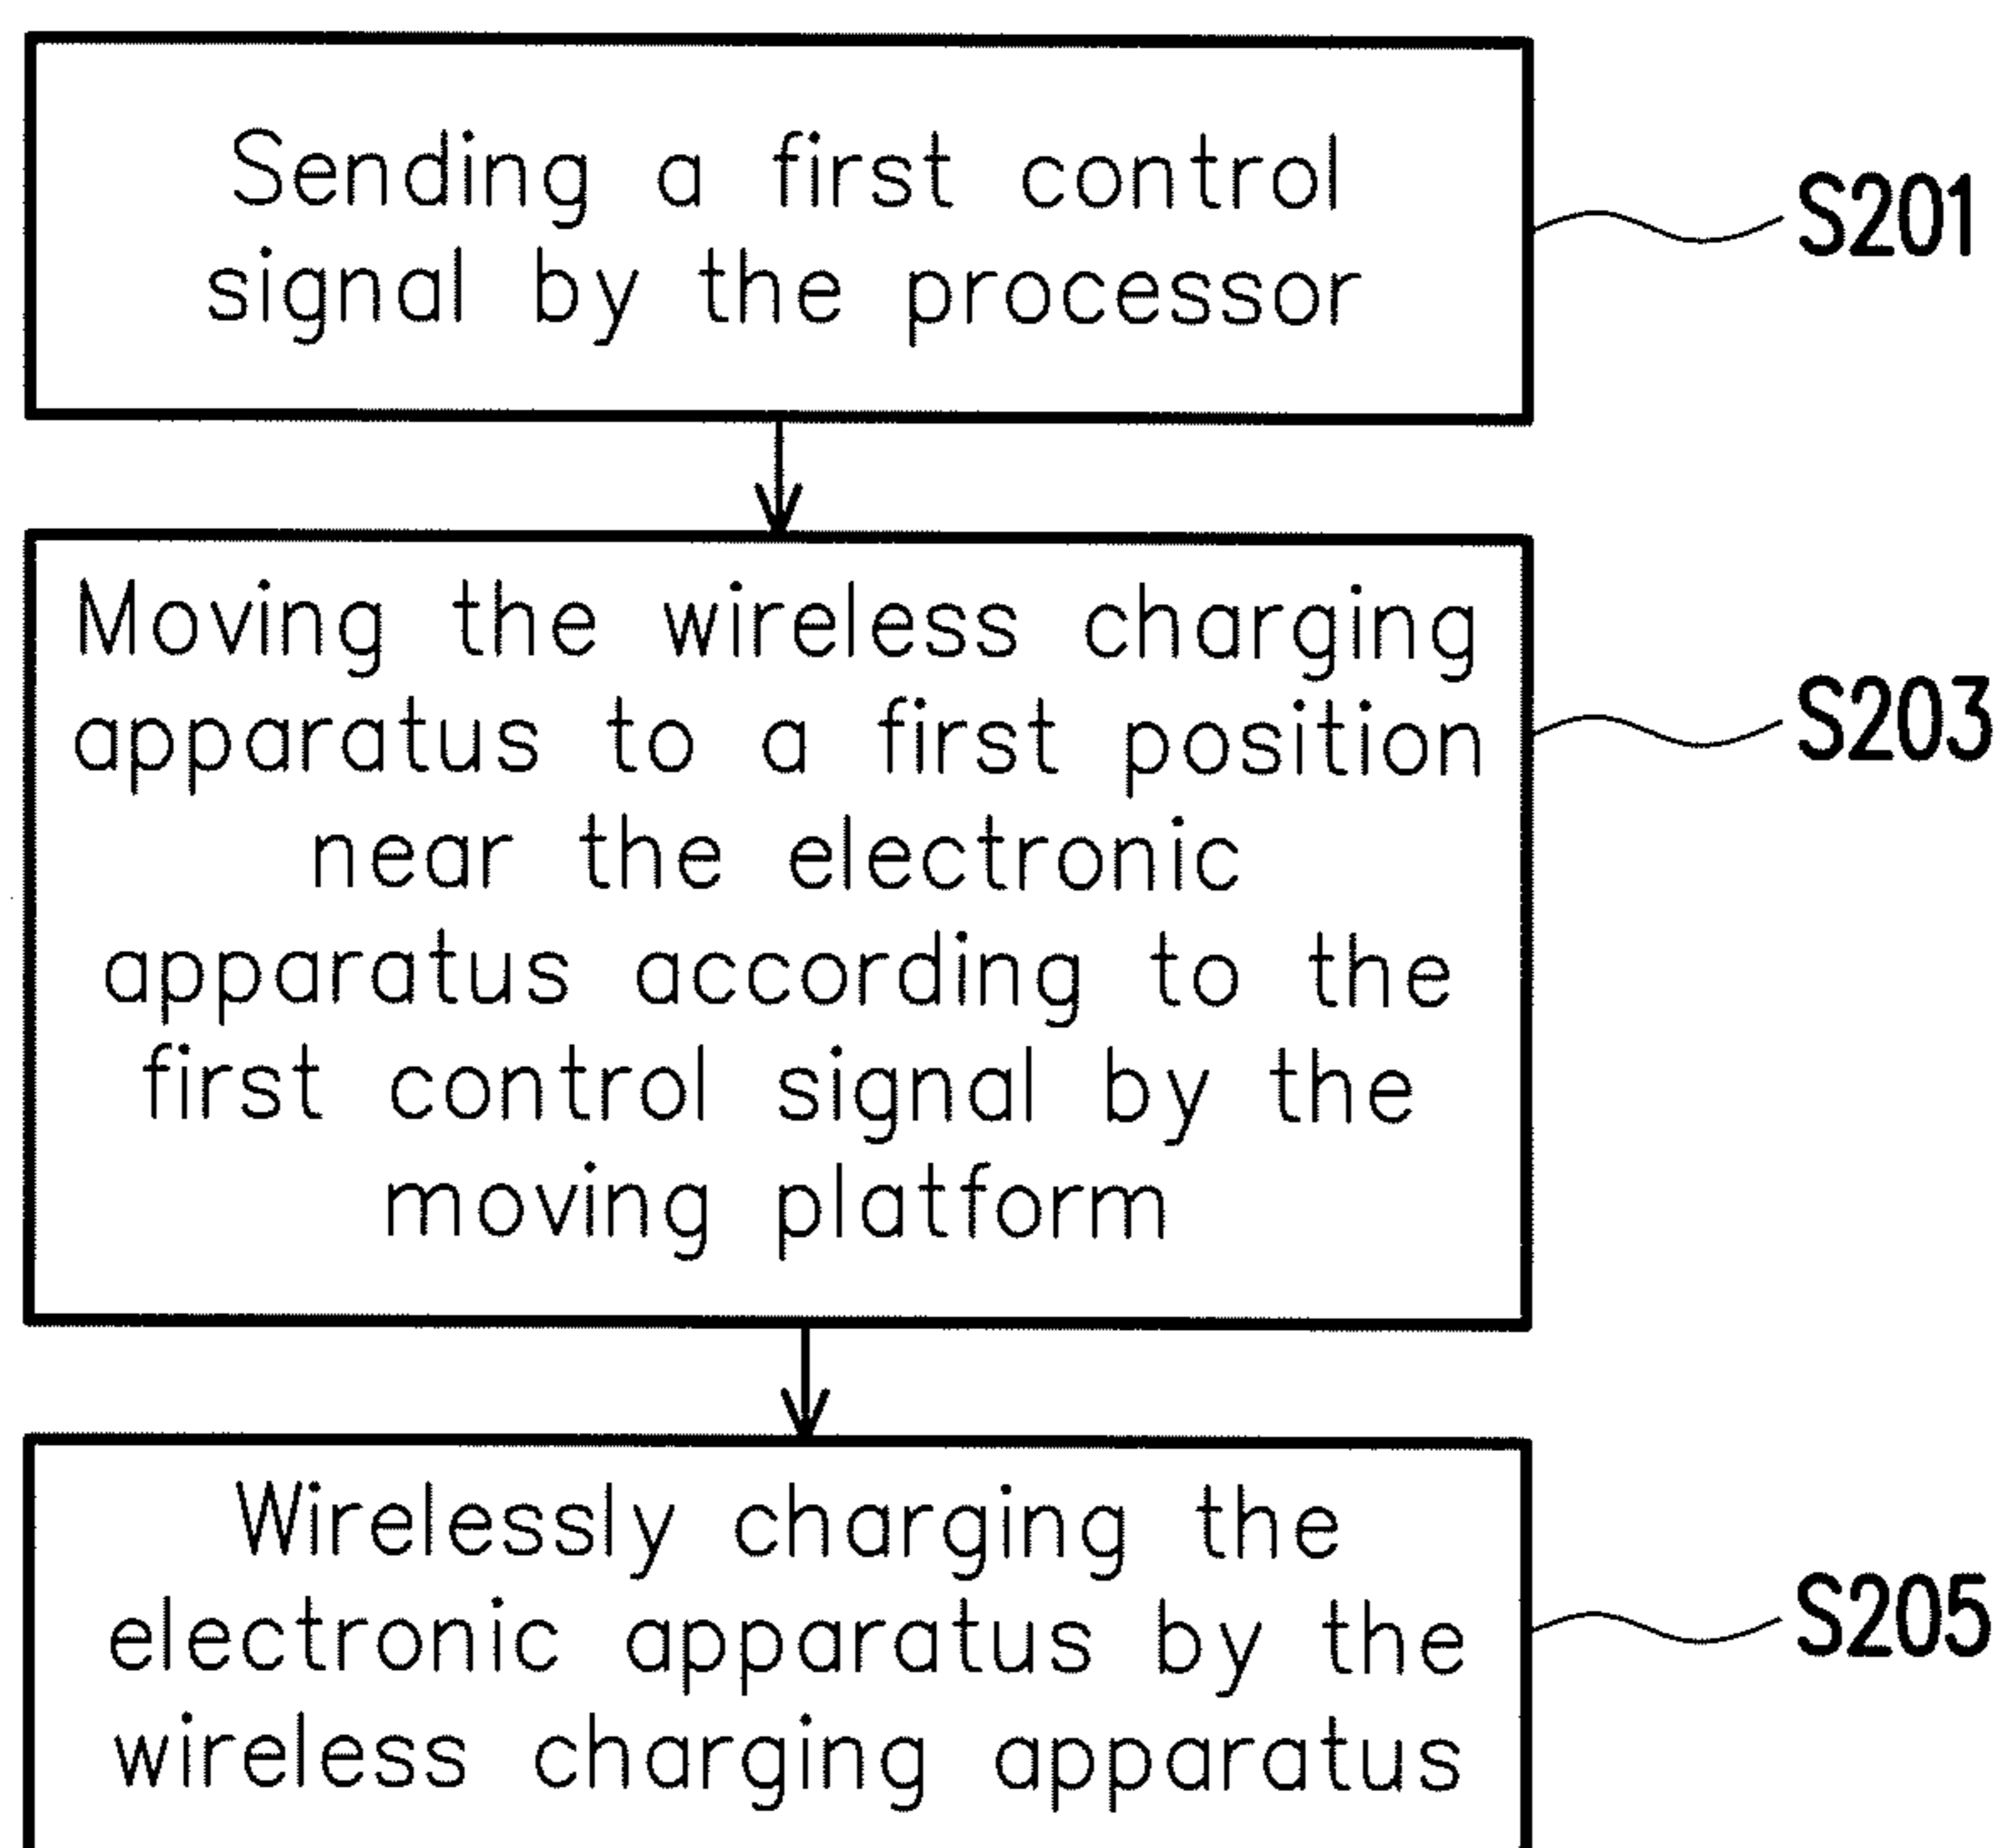 Sending a first control
signal by the processor
S201
Moving the wireless charging
apparatus to a first position
near the electronic
apparatus according to the
first control signal by the
moving platform
S203
Wirelessly charging the
electronic apparatus by the
wireless charging apparatus
S205